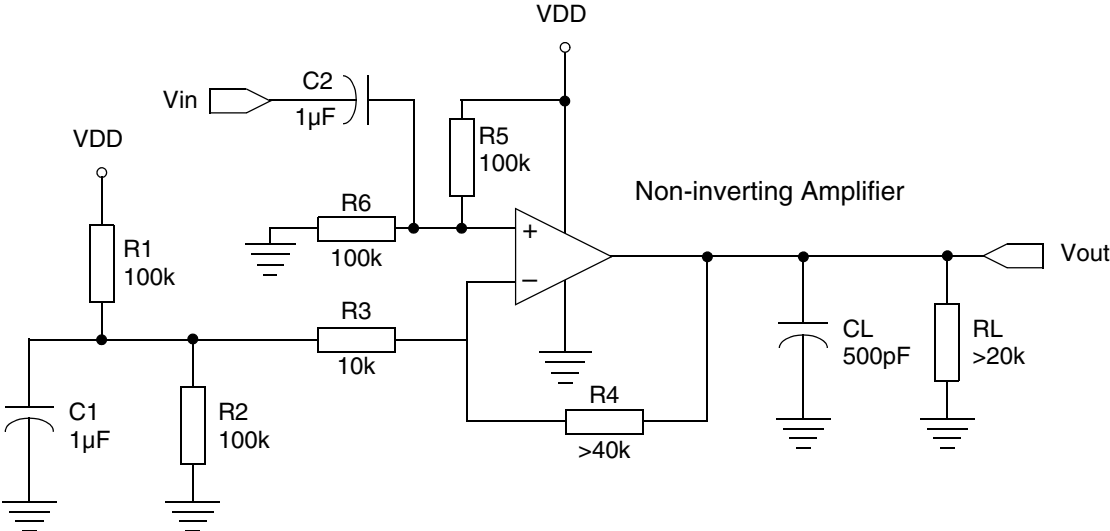 VDD
C2
Vin
1µF
VDD
R5
100k
Non-inverting Amplifier
R6
+
R1
100k
100k
Vout
−
R3
CL
500pF
RL
>20k
10k
R4
C1
1µF
R2
100k
>40k